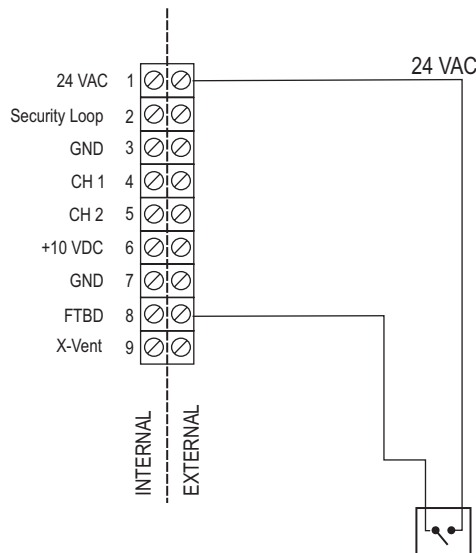 24 VAC
24 VAC 1
Security Loop 2
GND 3
CH 1 4
CH 2 5
+10 VDC 6
GND 7
FTBD 8
X-Vent 9
INTERNAL
EXTERNAL